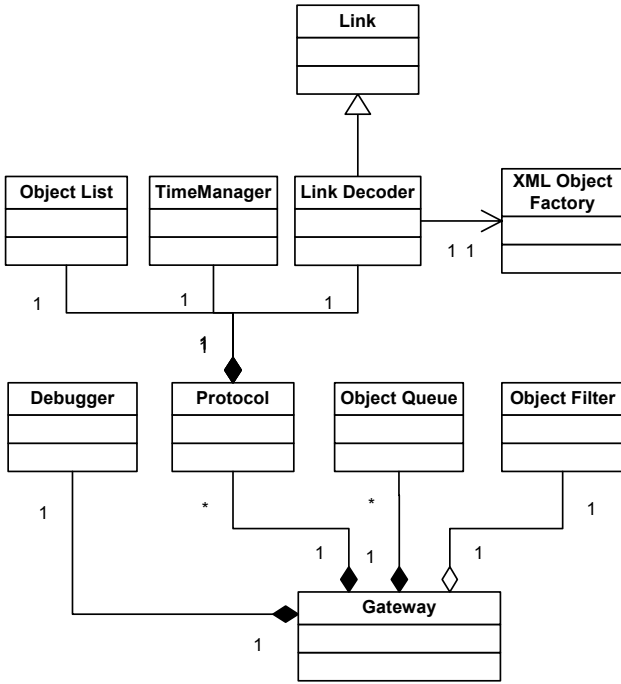 Link
Object List
TimeManager
Link Decoder
XML Object
Factory
1 1
1
1
1
1
1
Debugger
Protocol
Object Queue
Object Filter
1
*
*
1
1
1
1
1
Gateway